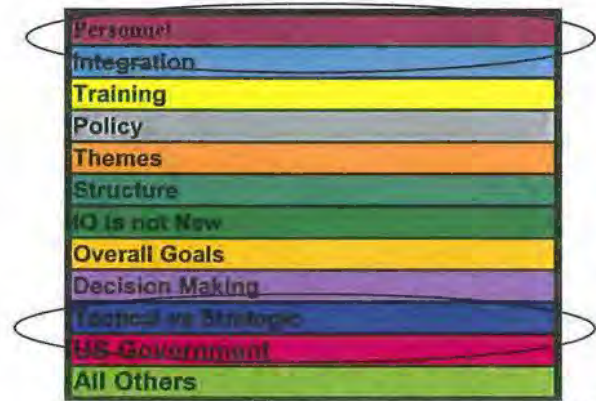 Personnel
Integration
Training
Policy
Themes
Structure
IO is not New
Overall Goals
Decision Making
Tactical vs Strategic
US Government
All Others